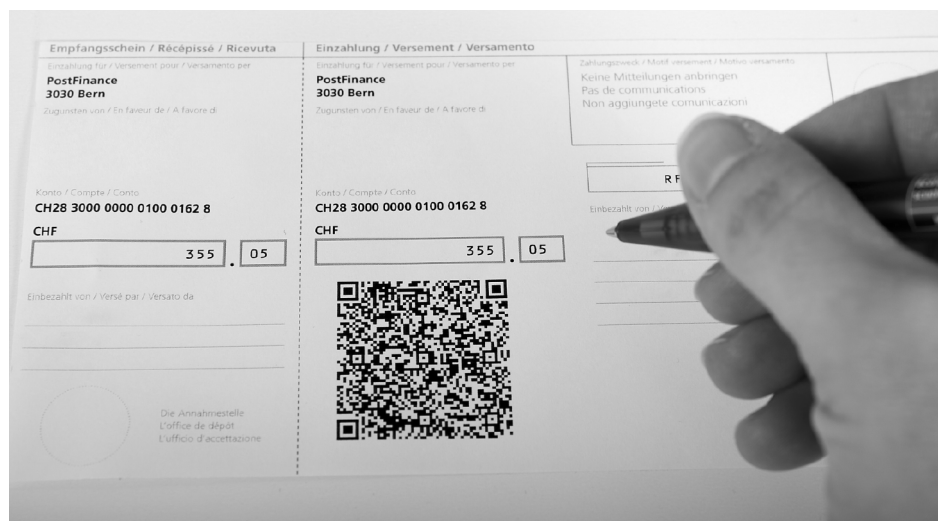 Empfangsschein / Récépissé / Ricevuta
Einzahlung für / Versement pour / Versamento per
PostFinance
3030 Bern
Zugunsten von / En faveur de / A favore di
Konto / Compte / Conto
CH28 3000 0000 0100 0162 8
CHF
355 . 05
Einbezahlt von / Versé par / Versato da
Die Annahmestelle
L'office de dépôt
L'ufficio d'accettazione
Einzahlung / Versement / Versamento
Einzahlung für / Versement pour / Versamento per
PostFinance
3030 Bern
Zugunsten von / En faveur de / A favore di
Konto / Compte / Conto
CH28 3000 0000 0100 0162 8
CHF
355 . 05
Zahlungszweck / Motif versement / Motivo versamento
Keine Mitteilungen anbringen
Pas de communications
Non aggiungete comunicazioni
Einbezahlt von